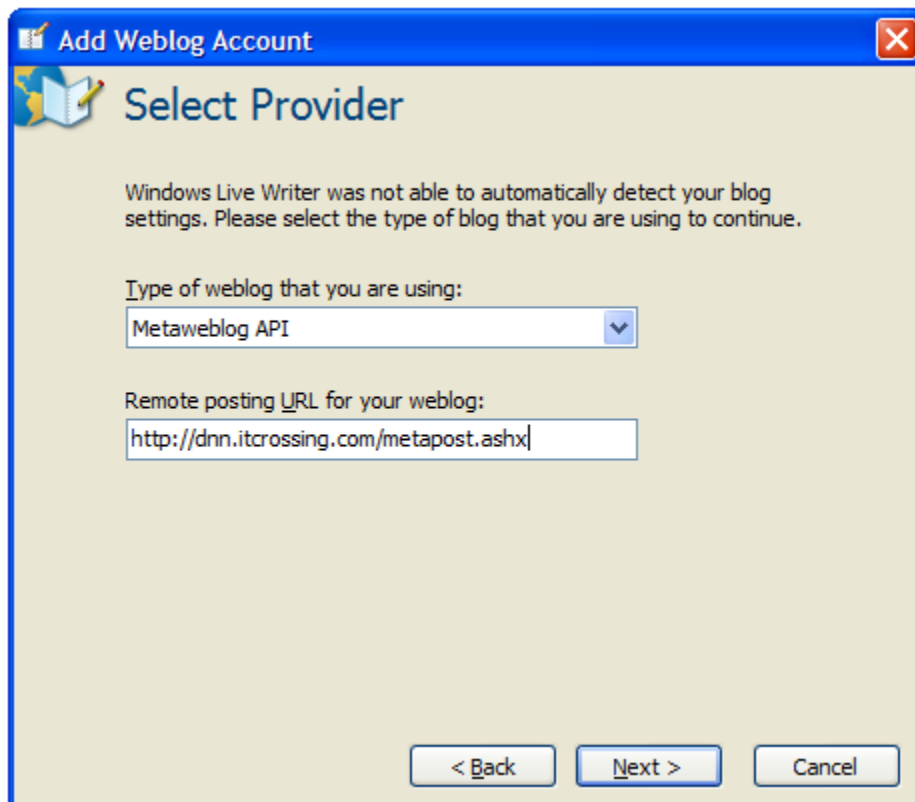 Add Weblog Account
Select Provider
Windows Live Writer was not able to automatically detect your blog
settings. Please select the type of blog that you are using to continue.
Type of weblog that you are using:
Metaweblog API
Remote posting URL for your weblog:
http://dnn.itcrossing.com/metapost.ashx
< Back
Next >
Cancel